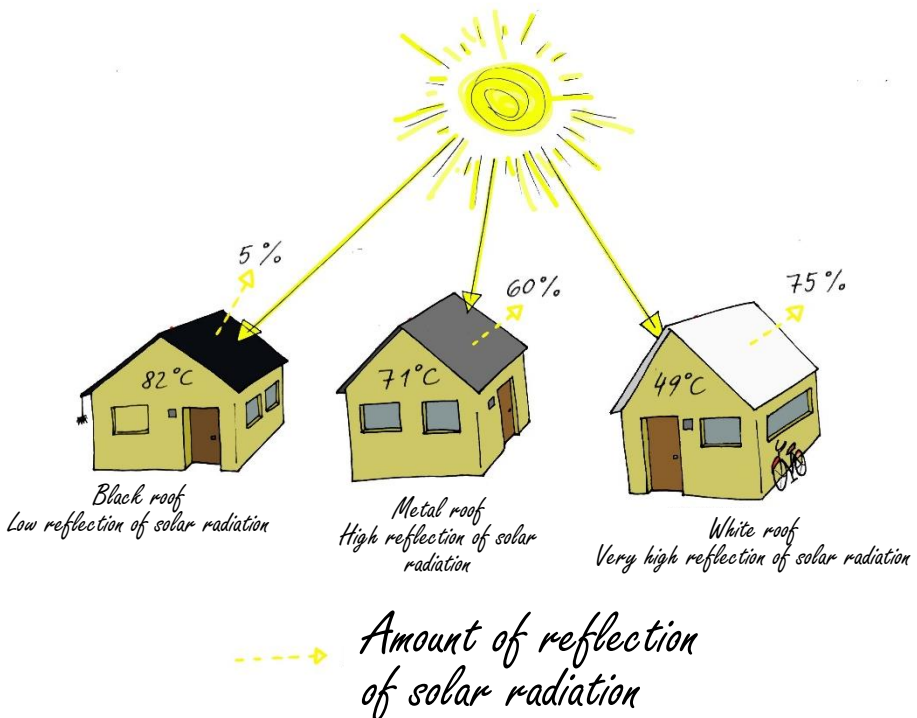 5%
60%
75%
82°C
71°C
49°C
Black roof
Low reflection of solar radiation
Metal roof
High reflection of solar
radiation
White roof
Very high reflection of solar radiation
Amount of reflection
of solar radiation